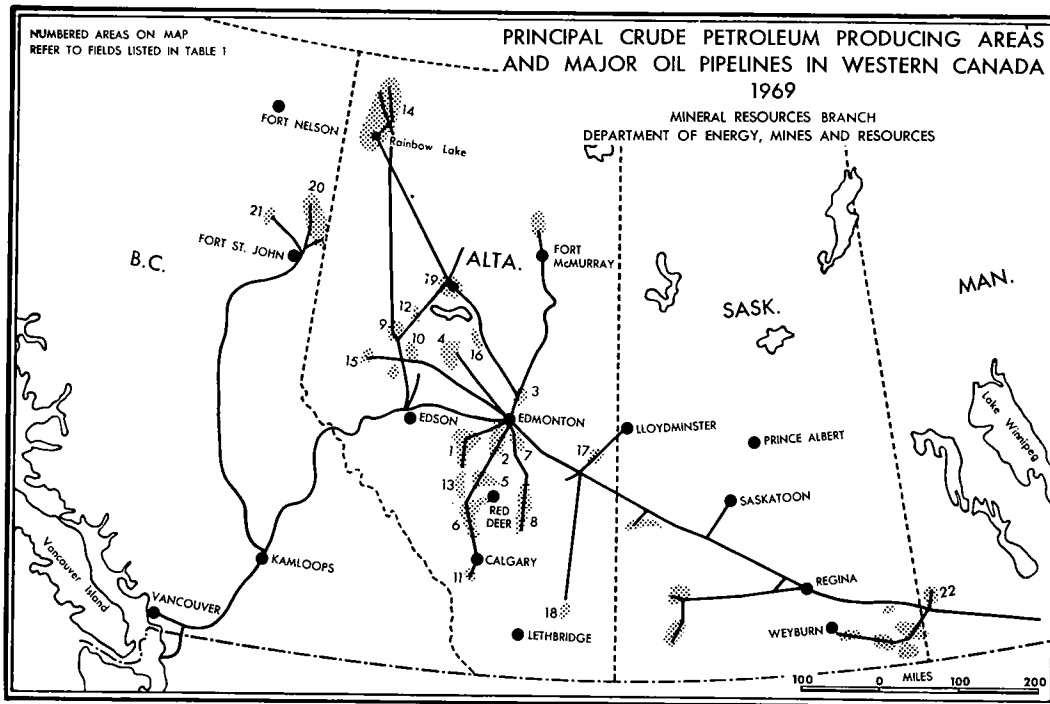 NUMBERED AREAS ON MAP
REFER TO FIELDS LISTED IN TABLE 1
PRINCIPAL CRUDE PETROLEUM PRODUCING AREAS
AND MAJOR OIL PIPELINES IN WESTERN CANADA
1969
MINERAL RESOURCES BRANCH
DEPARTMENT OF ENERGY, MINES AND RESOURCES
FORT NELSON
14
Rainbow Lake
20
21
FORT ST. JOHN
B.C.
ALTA.
FORT
McMURRAY
SASK.
MAN.
19
12
9
10
4
16
15
3
EDSON
EDMONTON
LLOYDMINSTER
PRINCE ALBERT
Lake Winnipeg
1
2
7
17
13
5
RED
DEER
6
8
SASKATOON
CALGARY
11
KAMLOOPS
Vancouver Island
VANCOUVER
18
LETHBRIDGE
REGINA
22
WEYBURN
100 0 MILES 100 200